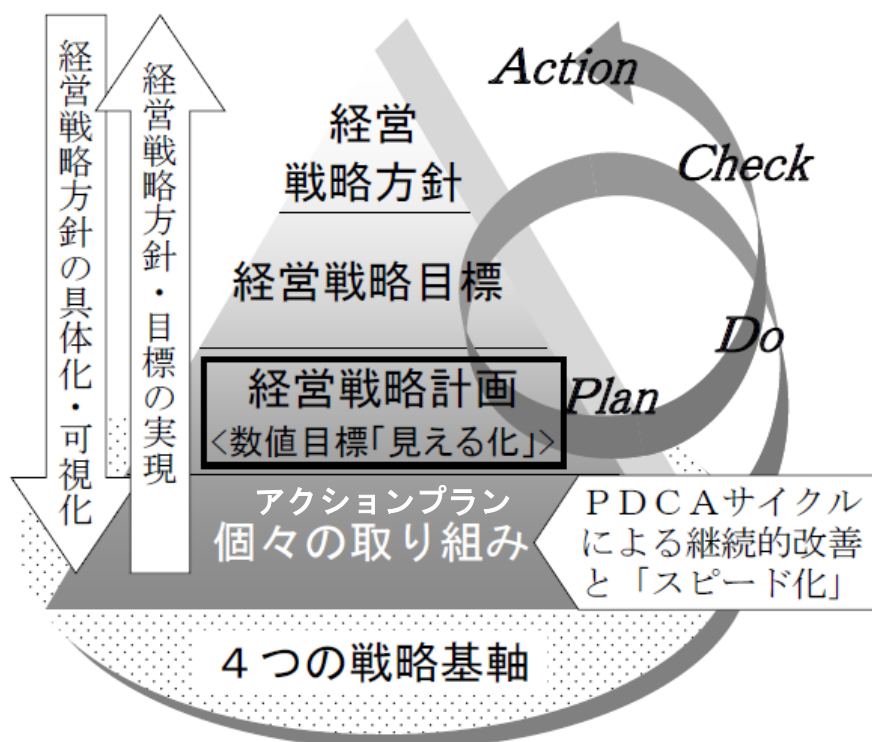 経営戦略方針の具体化・可視化
経営戦略方針・目標の実現
経営
戦略方針
経営戦略目標
経営戦略計画
<数値目標「見える化」>
アクションプラン
個々の取り組み
４つの戦略基軸
Action
Check
Do
Plan
ＰＤＣＡサイクル
による継続的改善
と「スピード化」